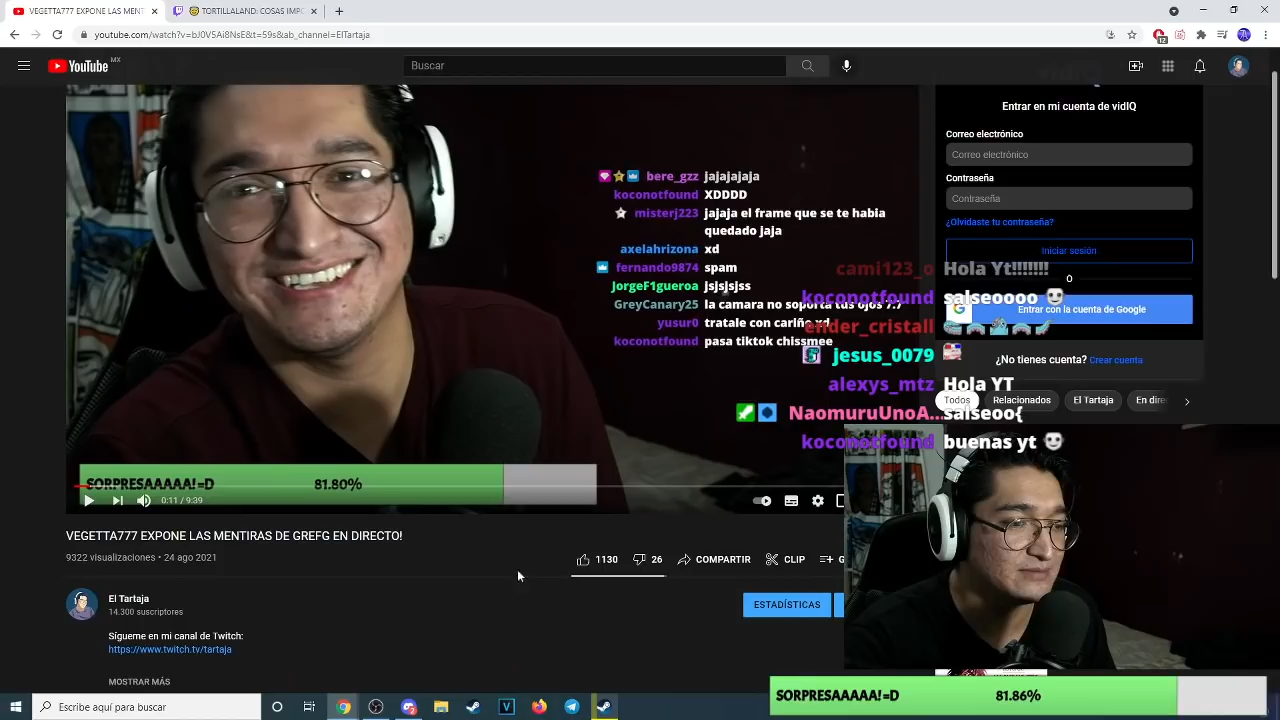 VEGETTA777 EXPONE LAS MENT
TORTILLALAND: COSAS IMPC
youtube.com/watch?v=bJ0V5Ai8NsE&t=59s&ab_channel=ElTartaja
12
YouTube MX
Buscar
bere_gzz jajajajaja
koconotfound XDDDD
misterj223 jajaja el frame que se te habia
quedado jaja
axelahrizona xd
fernando9874 spam
JorgeF1gueroa jsjsjsjss
GreyCanary25 la camara no soporta tus ojos 7.7
yusur0 tratale con cariño xd
koconotfound pasa tiktok chissmee
SORPRESAAAAA! =D 81.80%
0:11 / 9:39
Entrar en mi cuenta de vidIQ
Correo electrónico
Correo electrónico
Contraseña
Contraseña
¿Olvidaste tu contraseña?
Iniciar sesión
O
Entrar con la cuenta de Google
¿No tienes cuenta? Crear cuenta
Todos Relacionados El Tartaja En direc
cami123_o Hola Yt!!!!!!!
koconotfound salseoooo
ender_cristall
jesus_0079
alexys_mtz Hola YT
NaomuruUnoA... salseoo{
koconotfound buenas yt
VEGETTA777 EXPONE LAS MENTIRAS DE GREFG EN DIRECTO!
9322 visualizaciones • 24 ago 2021
1130 26 COMPARTIR CLIP G
El Tartaja
14.300 suscriptores
ESTADÍSTICAS
Sígueme en mi canal de Twitch:
https://www.twitch.tv/tartaja
MOSTRAR MÁS
SORPRESAAAAA! =D 81.86%
Escribe aquí para buscar